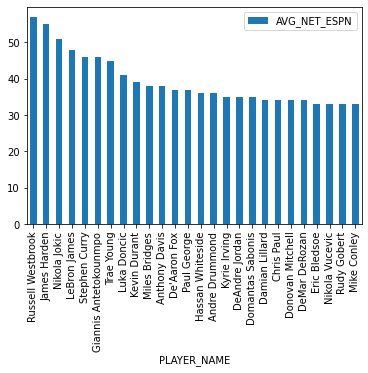 AVG_NET_ESPN
50
40
30
20
10
0
Russell Westbrook
James Harden
Nikola Jokic
LeBron James
Stephen Curry
Giannis Antetokounmpo
Trae Young
Luka Doncic
Kevin Durant
Miles Bridges
Anthony Davis
De'Aaron Fox
Paul George
Hassan Whiteside
Andre Drummond
Kyrie Irving
DeAndre Jordan
Domantas Sabonis
Damian Lillard
Chris Paul
Donovan Mitchell
DeMar DeRozan
Eric Bledsoe
Nikola Vucevic
Rudy Gobert
Mike Conley
PLAYER_NAME